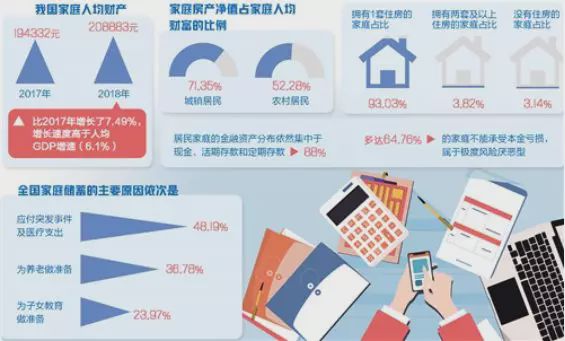 我国家庭人均财产
194332元
208883元
2017年
2018年
比2017年增长了7.49%,
增长速度高于人均
GDP增速(6.1%)
家庭房产净值占家庭人均
财富的比例
71.35%
城镇居民
52.28%
农村居民
拥有1套住房的
家庭占比
93.03%
拥有两套及以上
住房的家庭占比
3.82%
没有住房的
家庭占比
3.14%
居民家庭的金融资产分布依然集中于
现金、活期存款和定期存款
88%
多达64.76%
的家庭不能承受本金亏损,
属于极度风险厌恶型
全国家庭储蓄的主要原因依次是
应付突发事件
及医疗支出
48.19%
为养老做准备
36.78%
为子女教育
做准备
23.97%